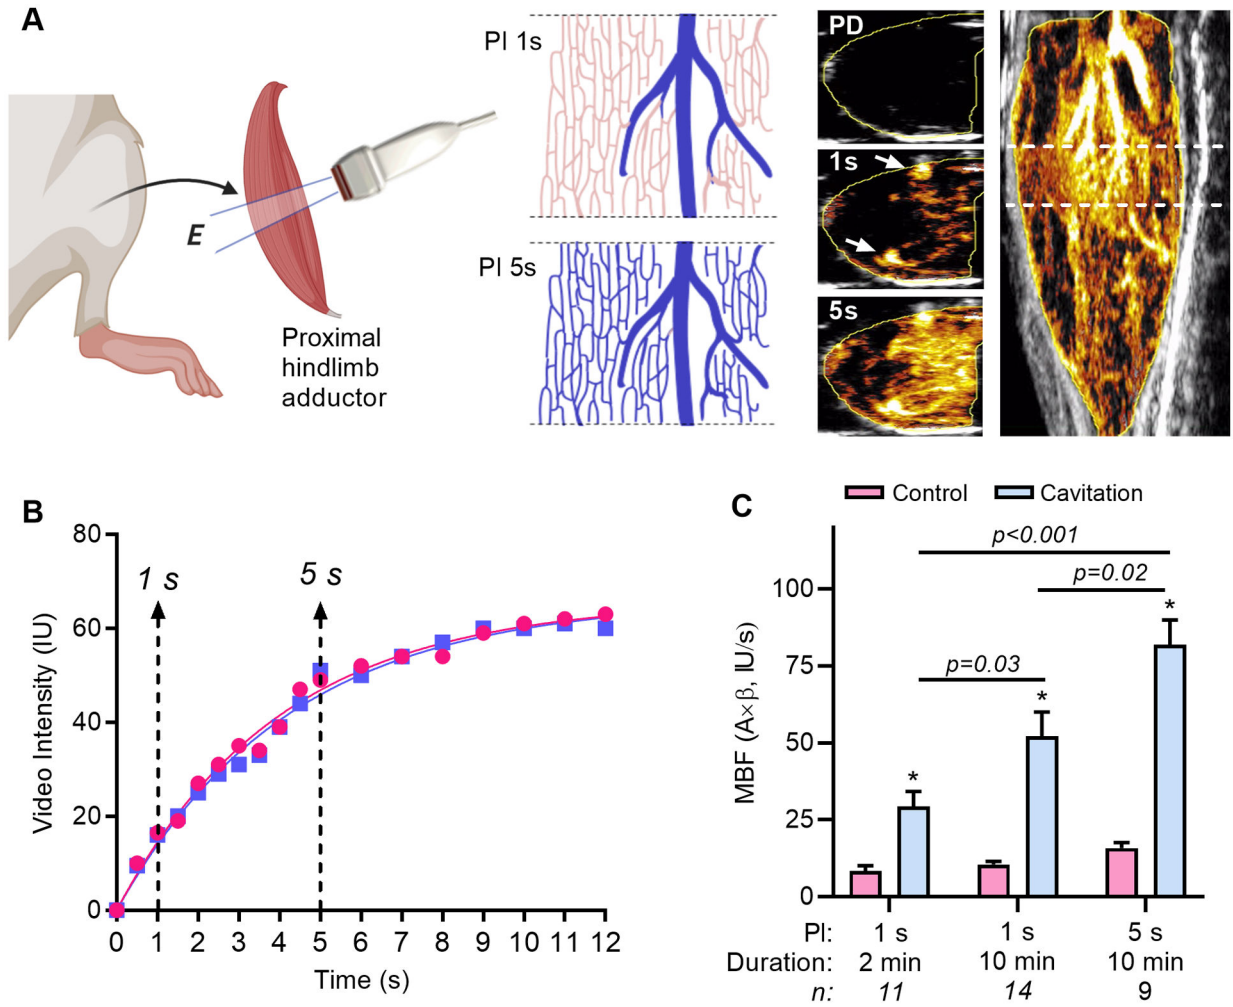 A
PI 1s
PI 5s
E
Proximal
hindlimb
adductor
PD
1s
5s
B
Video Intensity (IU)
80
60
40
20
0
1 s
5 s
0 1 2 3 4 5 6 7 8 9 10 11 12
Time (s)
C
Control
Cavitation
MBF (A×β, IU/s)
100
75
50
25
0
p<0.001
p=0.02
p=0.03
*
*
*
PI: 1 s 1 s 5 s
Duration: 2 min 10 min 10 min
n: 11 14 9